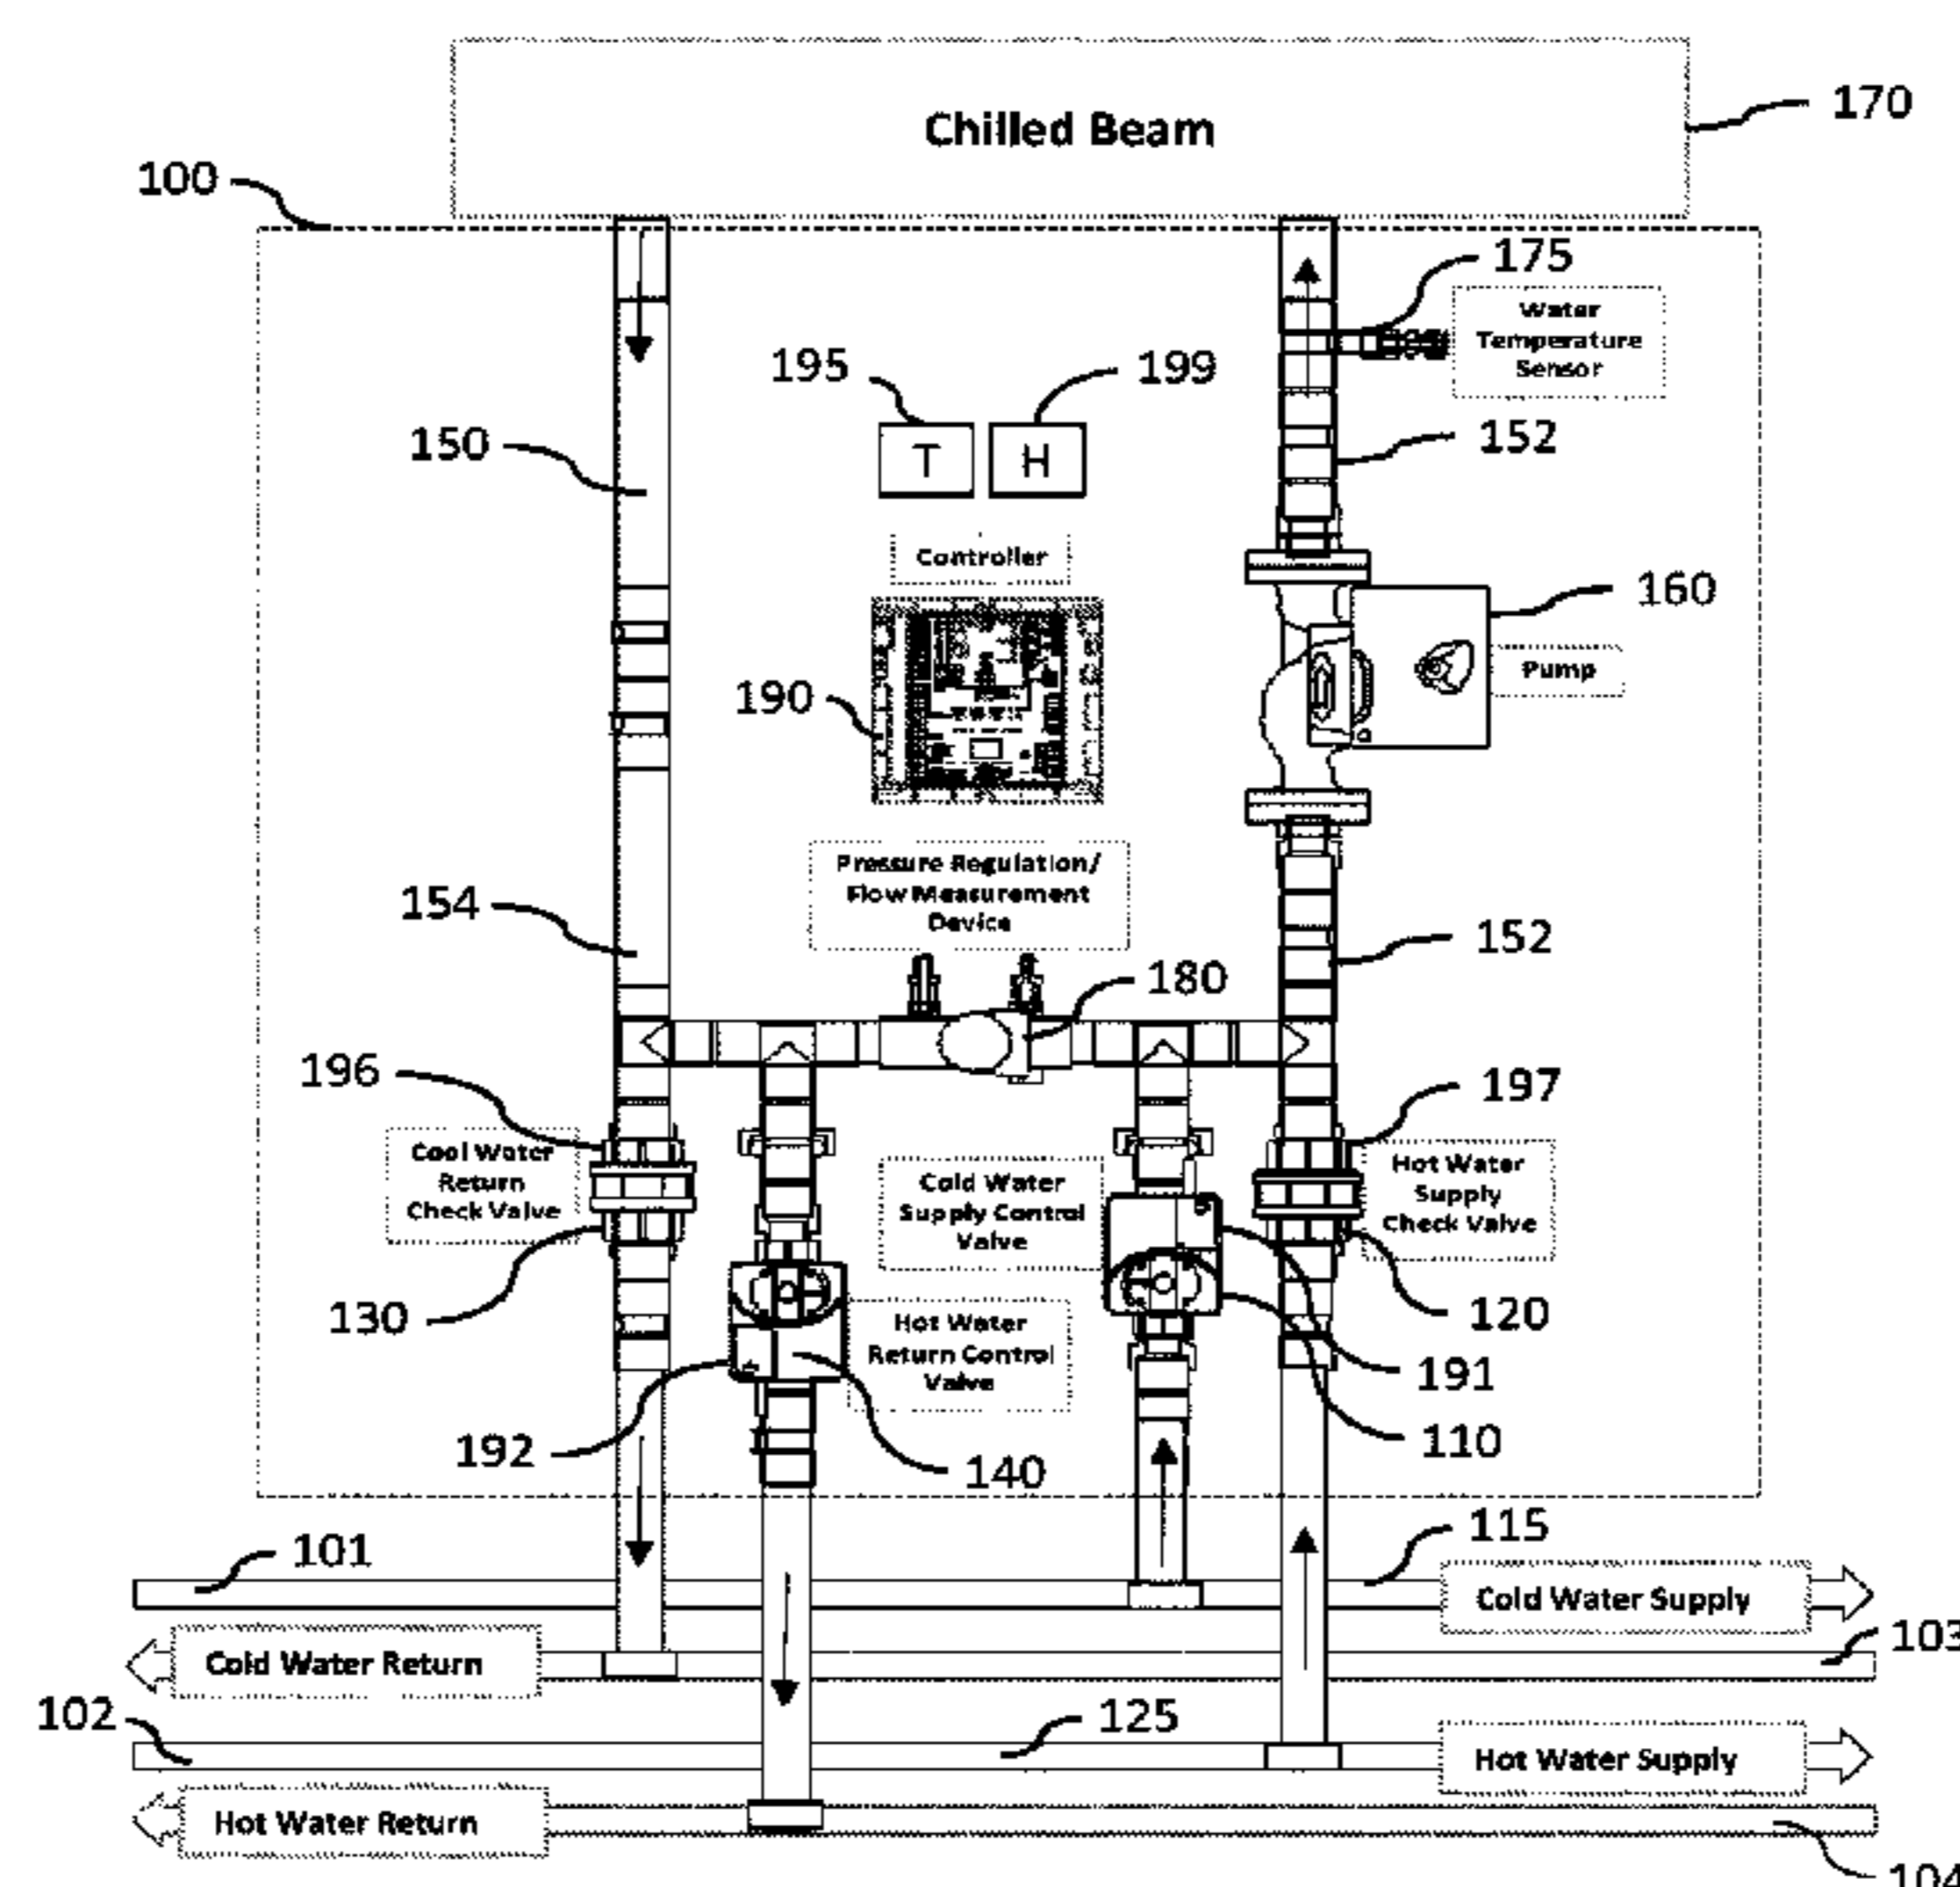 Chilled Beam
170
100
175
Water
Temperature
Sensor
195
199
150
152
T
H
Controller
160
190
Pump
Pressure Regulation/
Flow Measurement
Device
154
152
180
196
197
Cool Water
Return
Check Valve
Cold Water
Supply Control
Valve
Hot Water
Supply
Check Valve
130
120
Hot Water
Return Control
Valve
191
192
140
110
101
115
Cold Water Supply
103
Cold Water Return
102
125
Hot Water Supply
Hot Water Return
104